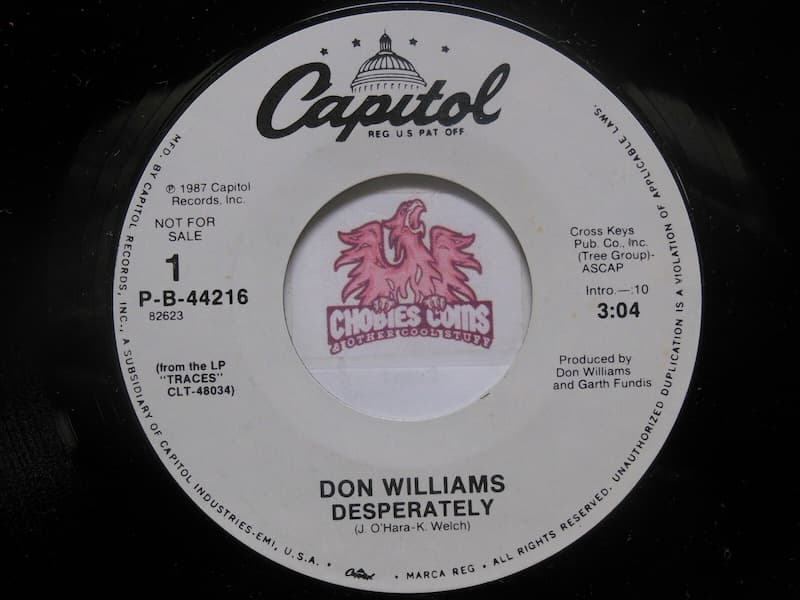 Capitol
REG U S PAT OFF
℗ 1987 Capitol
Records, Inc.
NOT FOR
SALE
1
P-B-44216
82623
(from the LP
"TRACES"
CLT-48034)
Cross Keys
Pub. Co., Inc.
(Tree Group)-
ASCAP
Intro.—:10
3:04
Produced by
Don Williams
and Garth Fundis
CHOBIES COINS
& OTHER COOL STUFF
DON WILLIAMS
DESPERATELY
(J. O'Hara-K. Welch)
MFD. BY CAPITOL RECORDS, INC., A SUBSIDIARY OF CAPITOL INDUSTRIES-EMI, U.S.A. • Capitol • MARCA REG • ALL RIGHTS RESERVED. UNAUTHORIZED DUPLICATION IS A VIOLATION OF APPLICABLE LAWS.